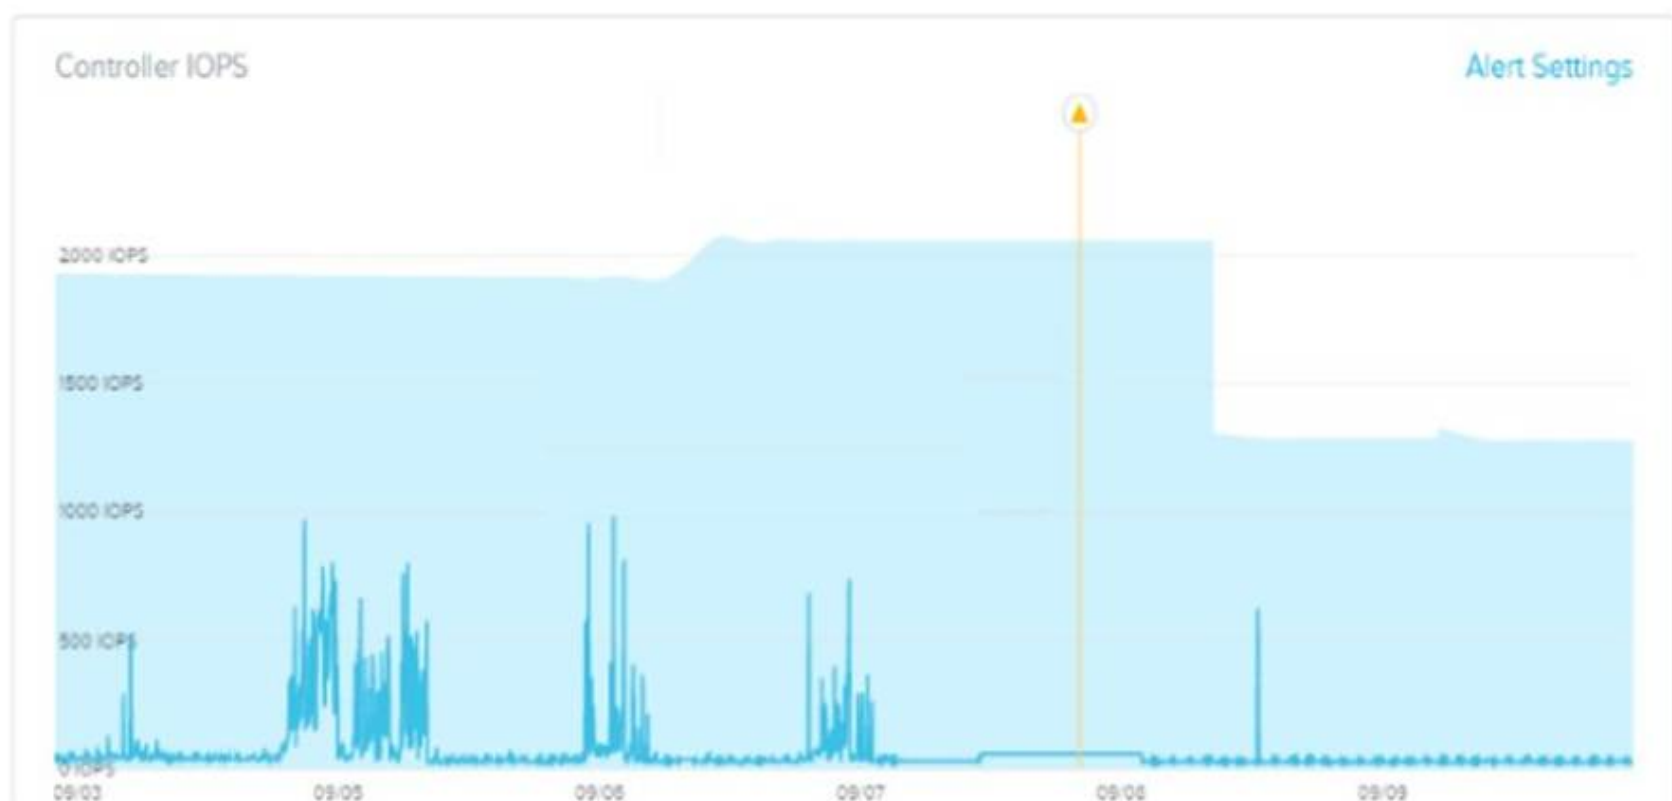 Controller IOPS
Alert Settings
2000 IOPS
1500 IOPS
1000 IOPS
500 IOPS
0 IOPS
09/03 09/05 09/06 09/07 09/08 09/09